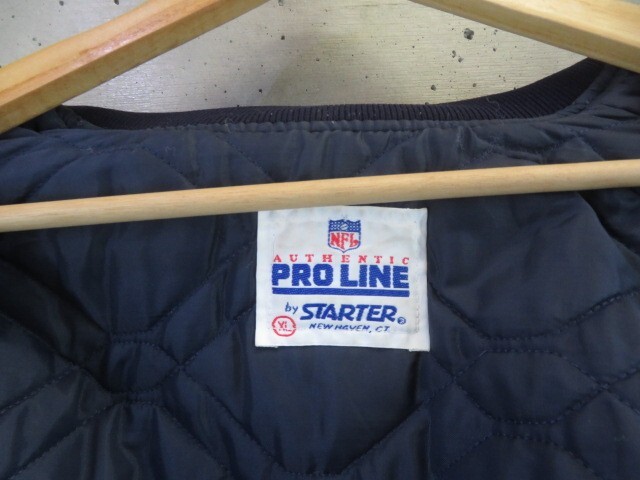 NFL
AUTHENTIC
PRO LINE
by STARTER®
XL
NEW HAVEN, CT.